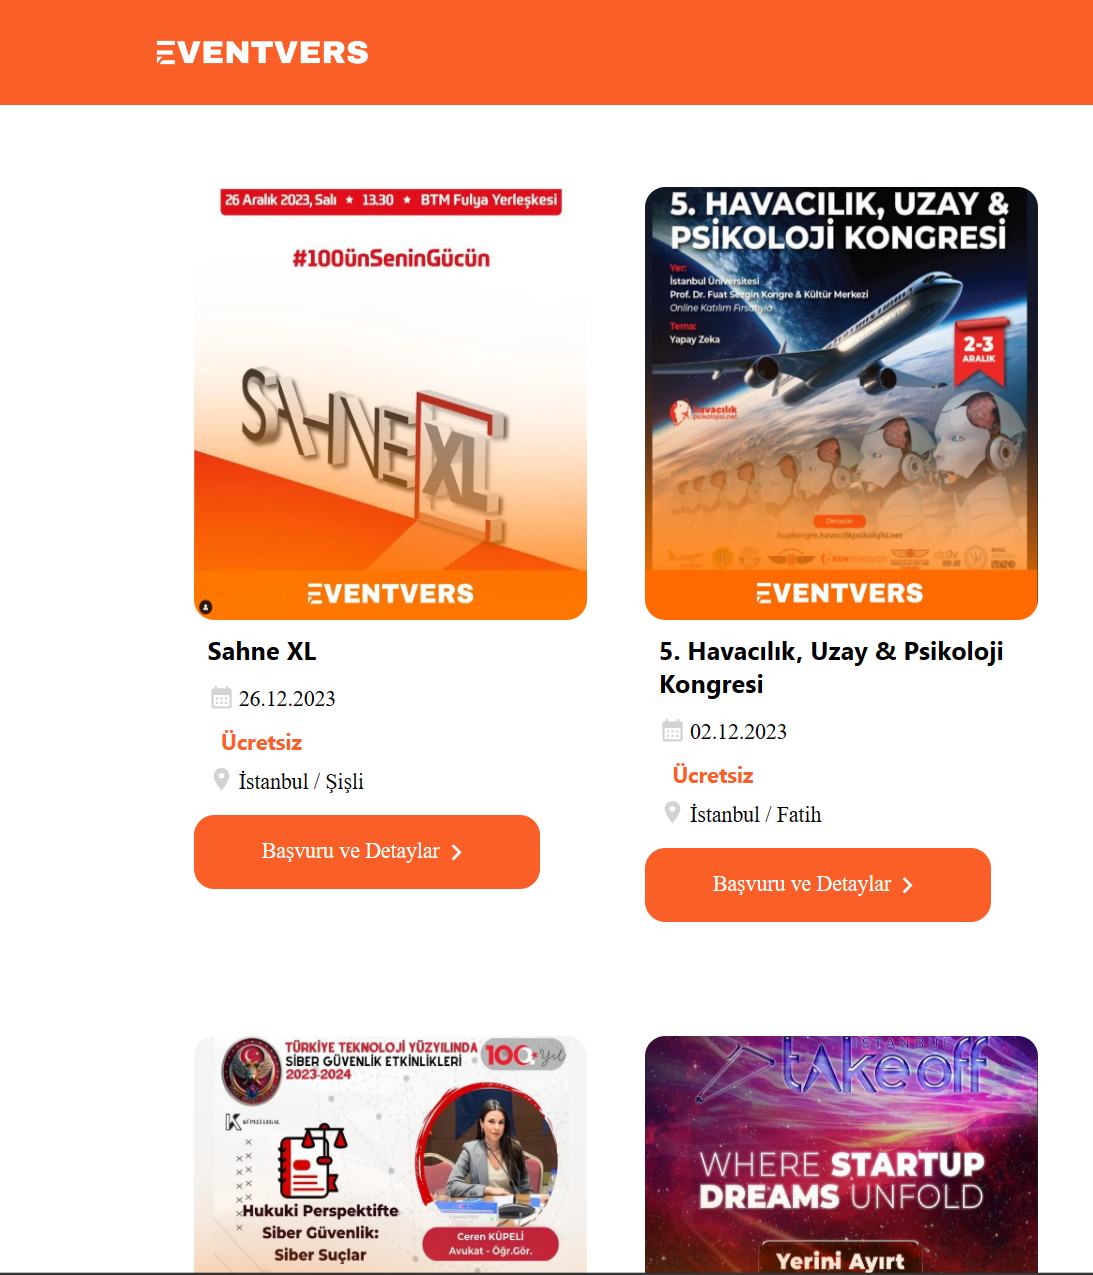 EVENTVERS
26 Aralık 2023, Salı ★ 13.30 ★ BTM Fulya Yerleşkesi
#100ünSeninGücün
SAHNE XL
EVENTVERS
Sahne XL
26.12.2023
Ücretsiz
İstanbul / Şişli
Başvuru ve Detaylar
5. HAVACILIK, UZAY &
PSİKOLOJİ KONGRESİ
Yer:
İstanbul Üniversitesi
Prof. Dr. Fuat Sezgin Kongre & Kültür Merkezi
Online Katılım Fırsatıyla
Tema:
Yapay Zeka
2-3
ARALIK
havacılık
psikolojisi.net
Detaylar
hupkongre.havacilikpsikolojisi.net
EVENTVERS
5. Havacılık, Uzay & Psikoloji
Kongresi
02.12.2023
Ücretsiz
İstanbul / Fatih
Başvuru ve Detaylar
TÜRKİYE TEKNOLOJİ YÜZYILINDA
SİBER GÜVENLİK ETKİNLİKLERİ
2023-2024
100. Yıl
KÜPELİ LEGAL
Hukuki Perspektifte
Siber Güvenlik:
Siber Suçlar
Ceren KÜPELİ
Avukat - Öğr.Gör.
ISTANBUL
takeoff
WHERE STARTUP
DREAMS UNFOLD
Yerini Ayırt